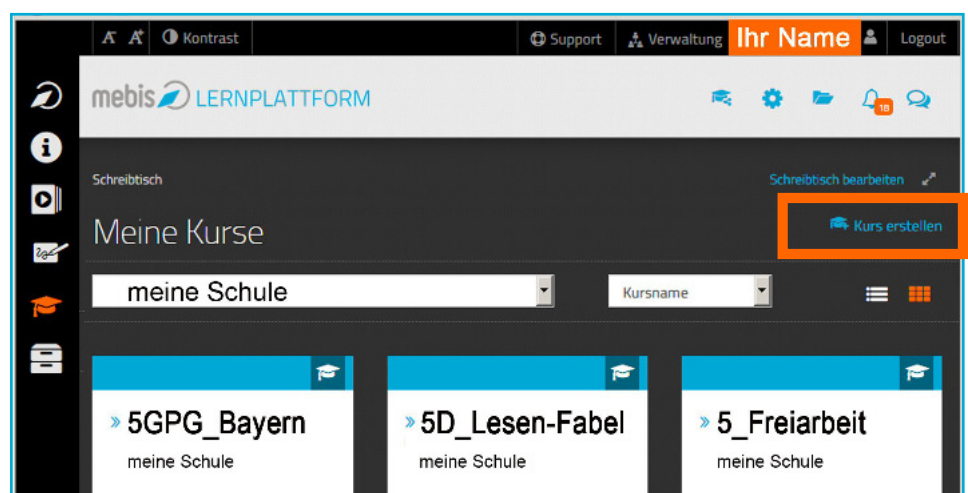 A A Kontrast Support Verwaltung Ihr Name Logout
mebis LERNPLATTFORM
18
Schreibtisch Schreibtisch bearbeiten
Meine Kurse Kurs erstellen
meine Schule Kursname
» 5GPG_Bayern » 5D_Lesen-Fabel » 5_Freiarbeit
meine Schule meine Schule meine Schule